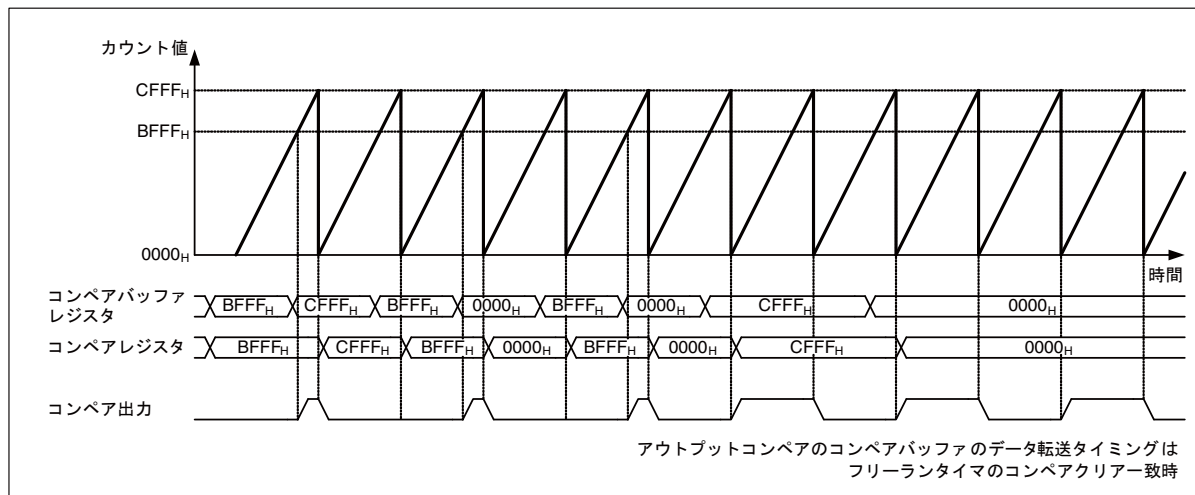 カウント値
CFFFH
BFFFH
0000H
時間
コンペアバッファ
レジスタ
BFFFH CFFFH BFFFH 0000H BFFFH 0000H CFFFH 0000H
コンペアレジスタ
BFFFH CFFFH BFFFH 0000H BFFFH 0000H CFFFH 0000H
コンペア出力
アウトプットコンペアのコンペアバッファのデータ転送タイミングは
フリーランタイマのコンペアクリア一致時